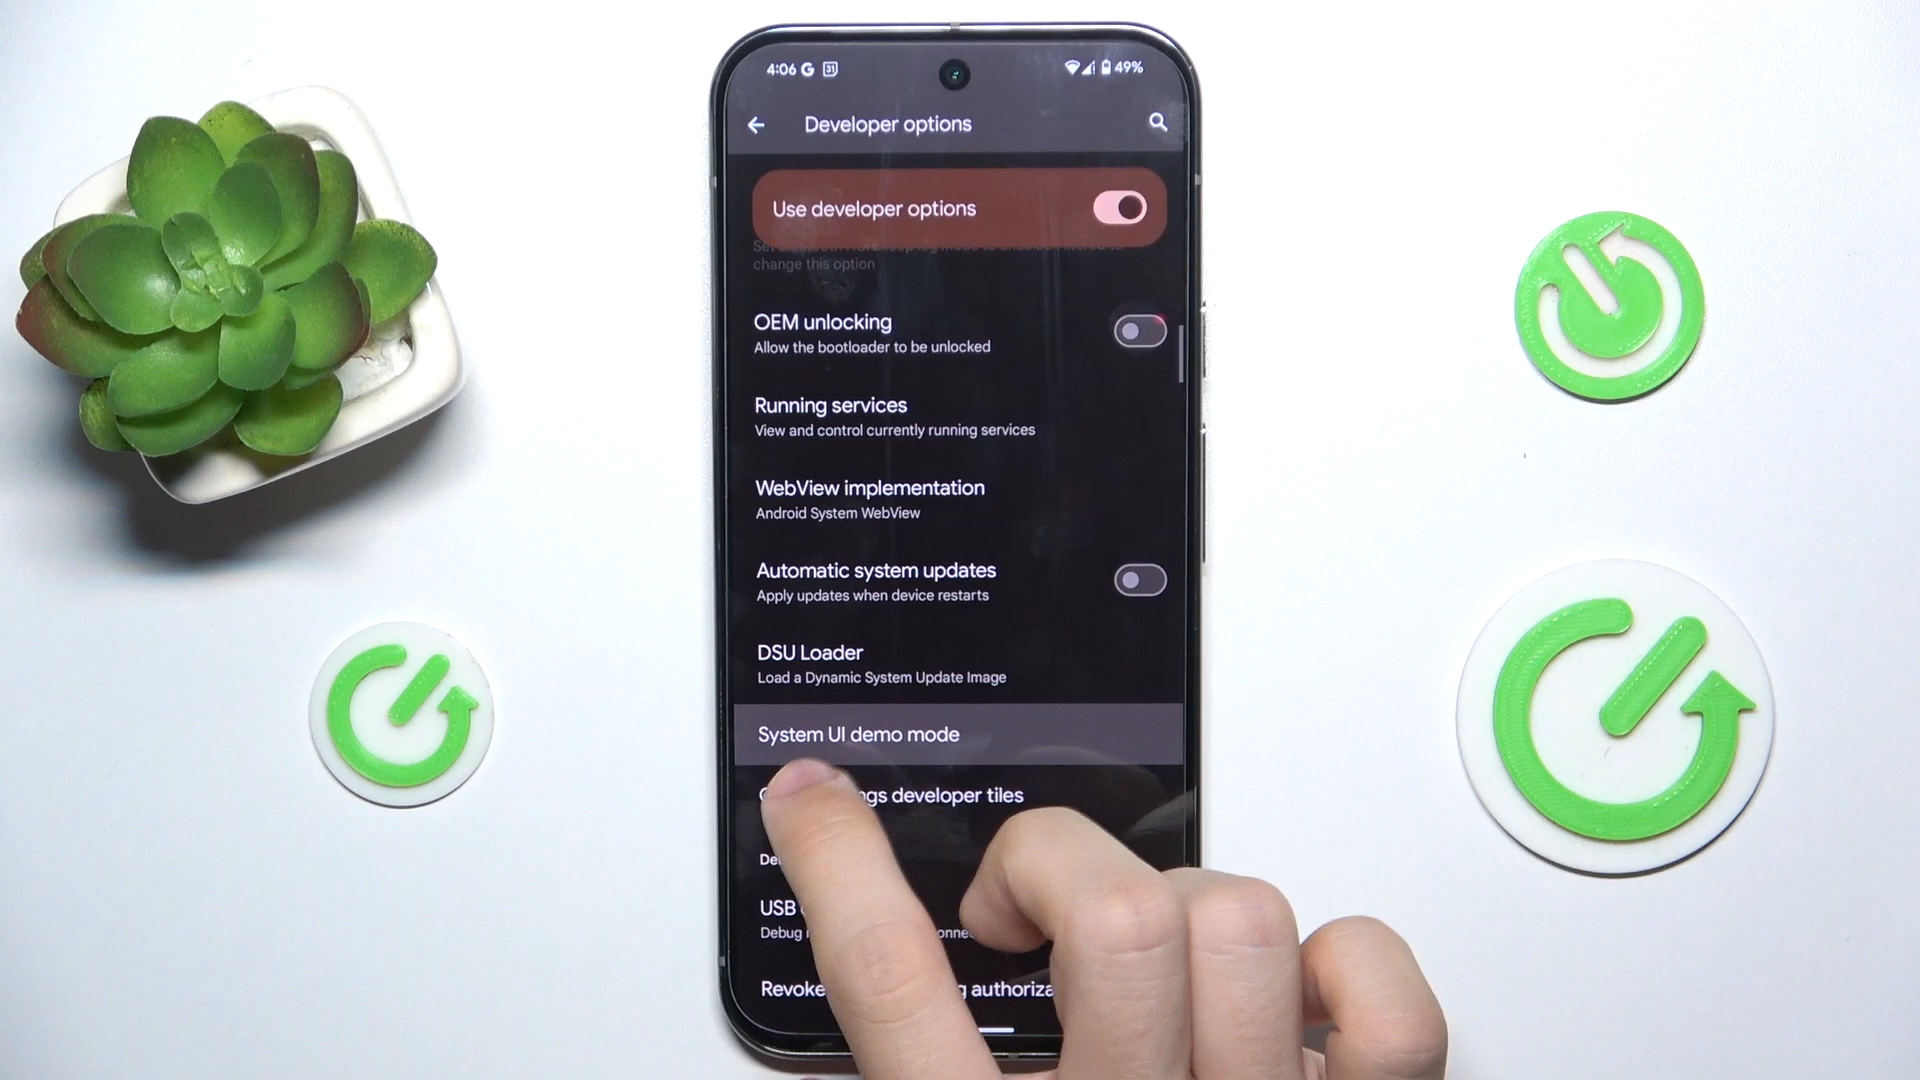 4:06 G 31 49%
Developer options
Use developer options
change this option
OEM unlocking
Allow the bootloader to be unlocked
Running services
View and control currently running services
WebView implementation
Android System WebView
Automatic system updates
Apply updates when device restarts
DSU Loader
Load a Dynamic System Update Image
System UI demo mode
developer tiles
USB
Debug
Revoke